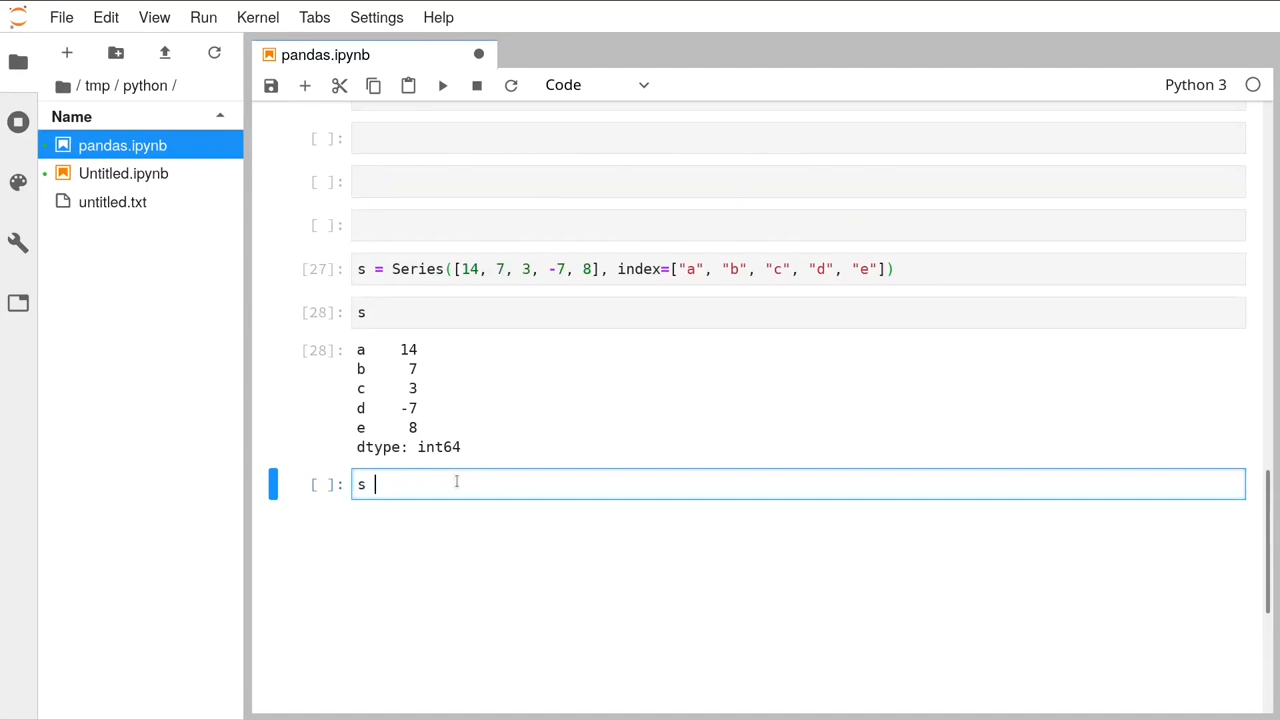 File Edit View Run Kernel Tabs Settings Help
/ tmp / python /
Name
pandas.ipynb
Untitled.ipynb
untitled.txt
pandas.ipynb
Code
Python 3
[ ]:
[ ]:
[ ]:
[27]: s = Series([14, 7, 3, -7, 8], index=["a", "b", "c", "d", "e"])
[28]: s
[28]: a 14
b 7
c 3
d -7
e 8
dtype: int64
[ ]: s